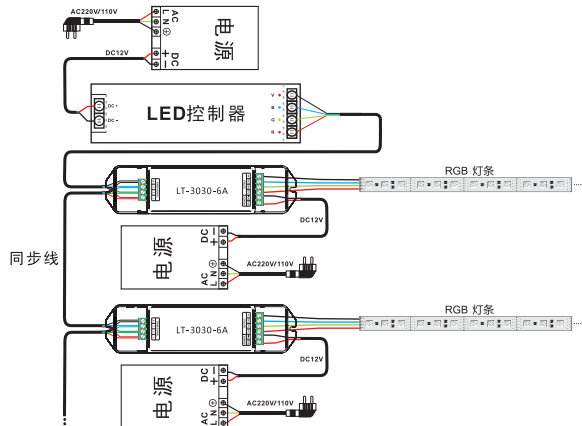 AC220V/110V
AC
L
N
⏚
电源
DC12V
DC
+
−
DC+
DC−
LED控制器
V
B
G
R
RGB 灯条
LT-3030-6A
DC12V
同步线
电源
DC
−
+
AC220V/110V
⏚
AC
N
L
RGB 灯条
LT-3030-6A
DC12V
电源
DC
−
+
AC220V/110V
⏚
AC
N
L